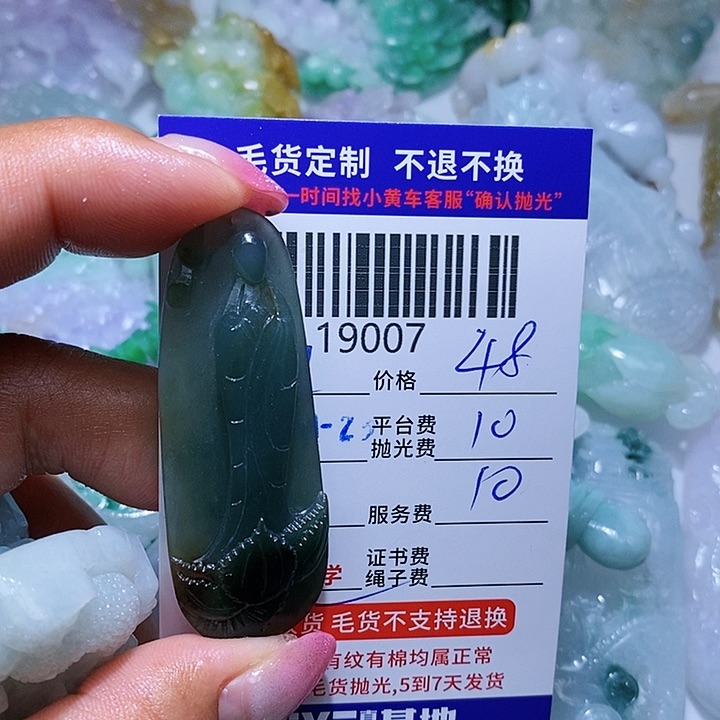 毛货定制 不退不换
一时间找小黄车客服“确认抛光”
19007
价格 48
平台费 10
抛光费
服务费 10
证书费
绳子费
货 毛货不支持退换
有纹有棉均属正常
毛货抛光,5到7天发货
基地